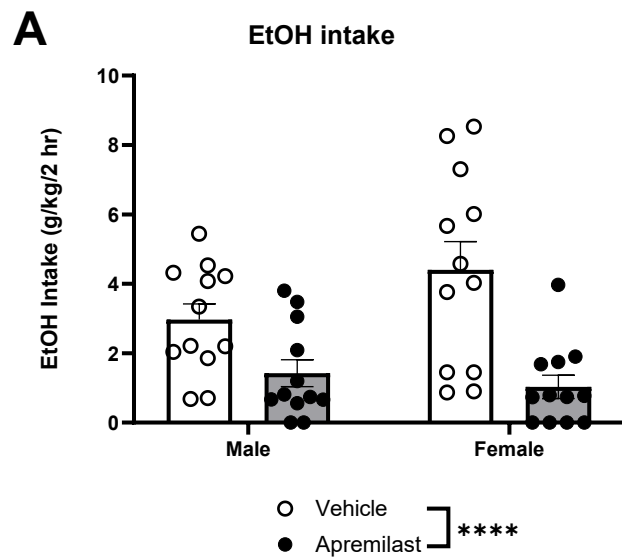 A
EtOH intake
EtOH Intake (g/kg/2 hr)
10
8
6
4
2
0
Male
Female
Vehicle
Apremilast
****